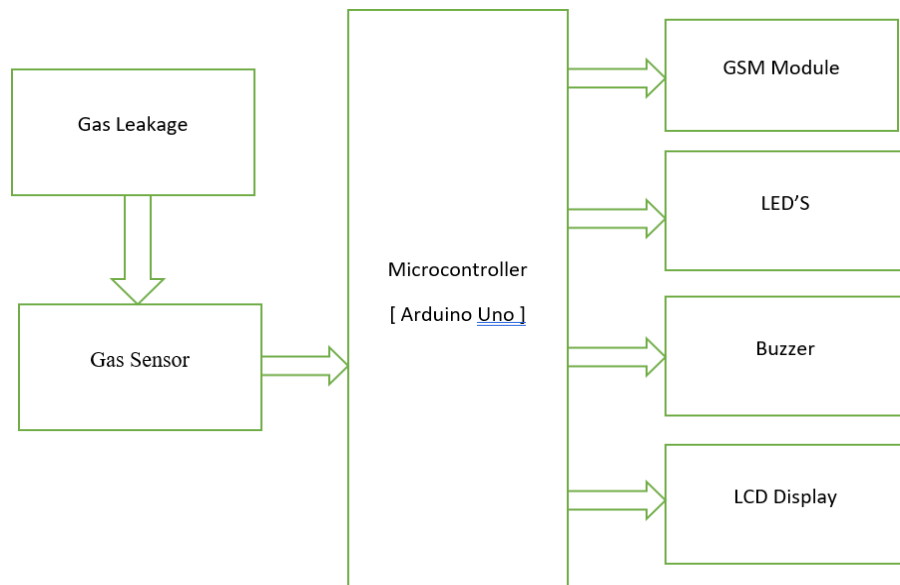 Gas Leakage
Gas Sensor
Microcontroller
[ Arduino Uno ]
GSM Module
LED’S
Buzzer
LCD Display